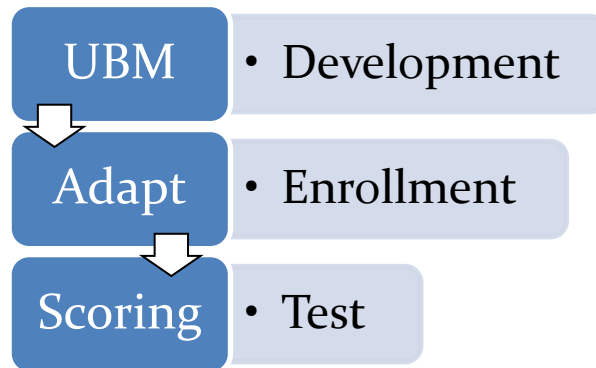 UBM
• Development
Adapt
• Enrollment
Scoring
• Test